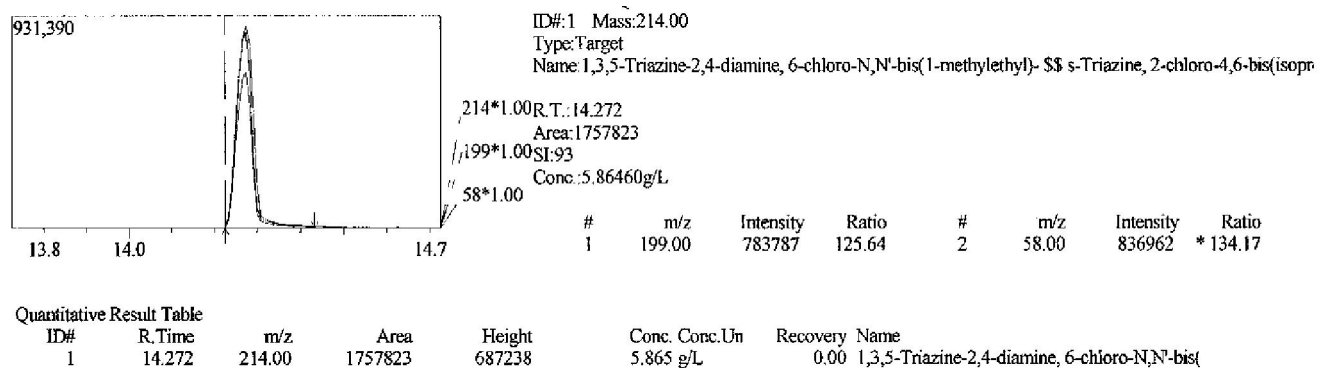 931,390
13.8 14.0 14.7
214*1.00
199*1.00
58*1.00
ID#:1 Mass:214.00
Type:Target
Name:1,3,5-Triazine-2,4-diamine, 6-chloro-N,N'-bis(1-methylethyl)- $$ s-Triazine, 2-chloro-4,6-bis(isopr
R.T.:14.272
Area:1757823
SI:93
Conc.:5.86460g/L
# m/z Intensity Ratio # m/z Intensity Ratio
1 199.00 783787 125.64 2 58.00 836962 *134.17
Quantitative Result Table
ID# R.Time m/z Area Height Conc. Conc.Un Recovery Name
1 14.272 214.00 1757823 687238 5.865 g/L 0.00 1,3,5-Triazine-2,4-diamine, 6-chloro-N,N'-bis(